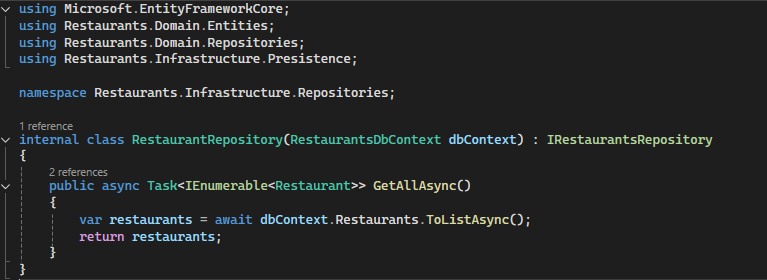 using Microsoft.EntityFrameworkCore;
using Restaurants.Domain.Entities;
using Restaurants.Domain.Repositories;
using Restaurants.Infrastructure.Presistence;
namespace Restaurants.Infrastructure.Repositories;
1 reference
internal class RestaurantRepository(RestaurantsDbContext dbContext) : IRestaurantsRepository
{
2 references
public async Task<IEnumerable<Restaurant>> GetAllAsync()
{
var restaurants = await dbContext.Restaurants.ToListAsync();
return restaurants;
}
}